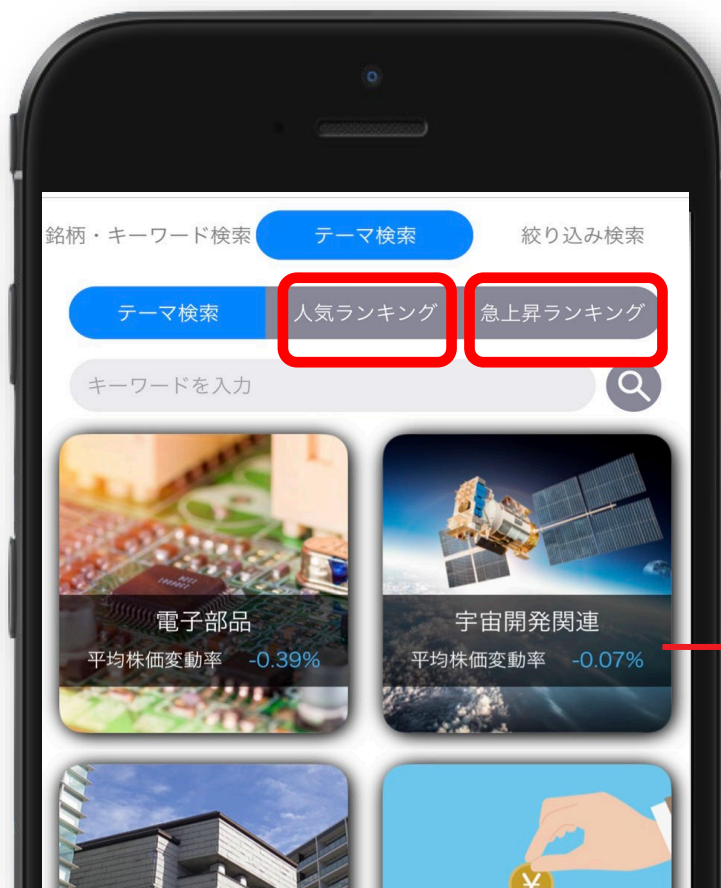 銘柄・キーワード検索 テーマ検索 絞り込み検索
テーマ検索 人気ランキング 急上昇ランキング
キーワードを入力
電子部品
平均株価変動率 -0.39%
宇宙開発関連
平均株価変動率 -0.07%
¥